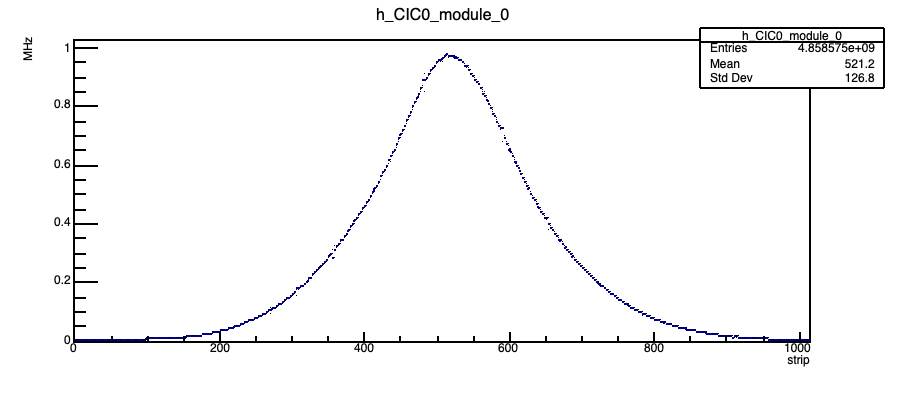 h_CIC0_module_0
MHz
h_CIC0_module_0
Entries 4.858575e+09
Mean 521.2
Std Dev 126.8
1
0.8
0.6
0.4
0.2
0
0 200 400 600 800 1000
strip